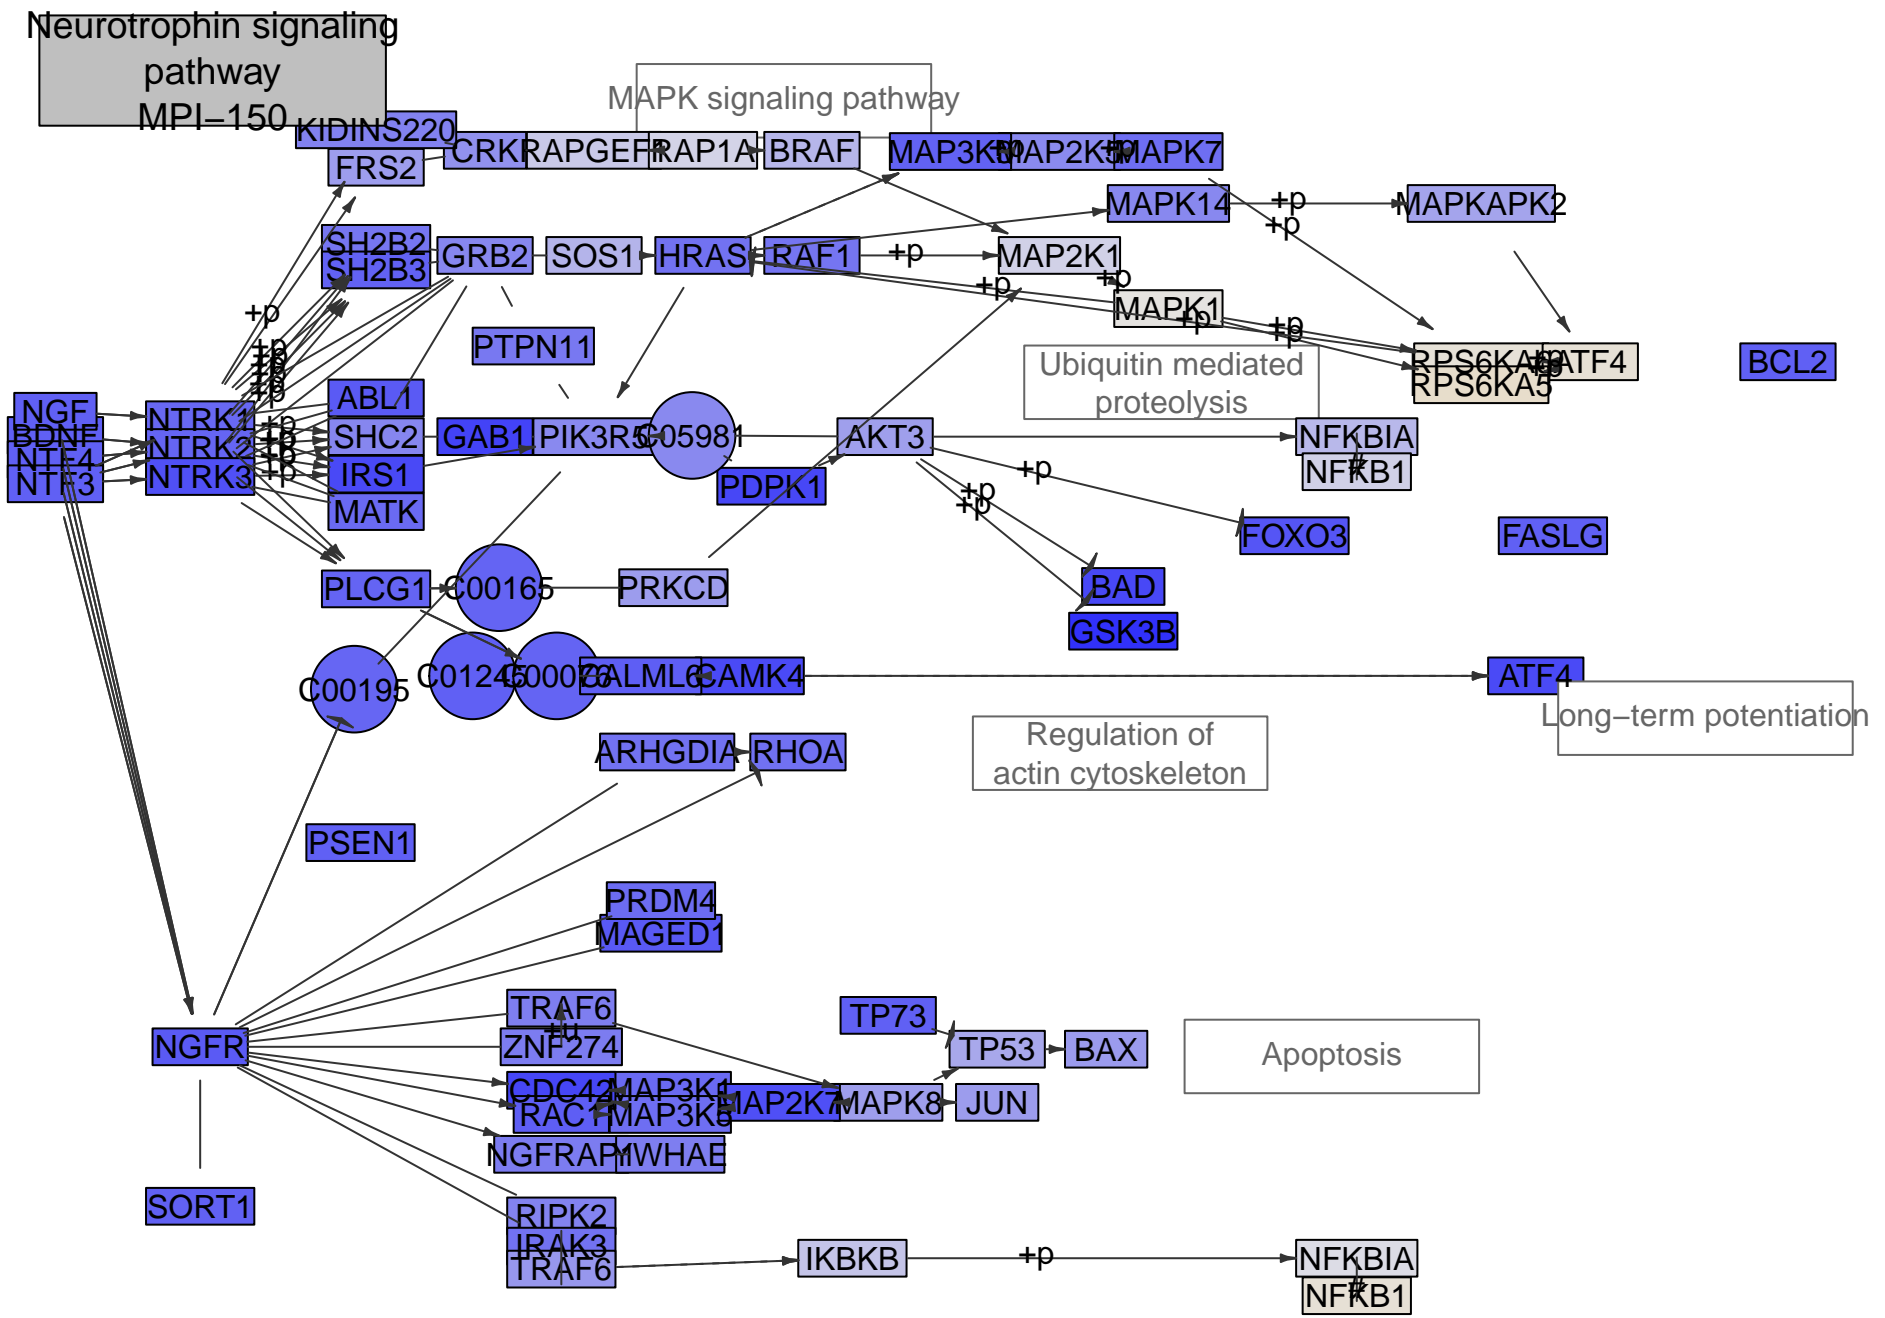 Neurotrophin signaling
pathway
MPI−150
MAPK signaling pathway
KIDINS220
FRS2
CRKL
RAPGEF1
RAP1A
BRAF
MAP3K3
+p
MAP2K5
+p
MAPK7
MAPK14
+p
MAPKAPK2
+p
SH2B2
SH2B3
GRB2
SOS1
HRAS
RAF1
+p
MAP2K1
+p
+p
MAPK1
+p
+p
+p
+p
PTPN11
Ubiquitin mediated
proteolysis
RPS6KA6
RPS6KA5
+p
+p
ATF4
BCL2
+p
+p
+p
+p
+p
NGF
BDNF
NTF4
NTF3
NTRK1
NTRK2
NTRK3
+p
+p
+p
+p
ABL1
SHC2
IRS1
MATK
GAB1
PIK3R5
C05981
PDPK1
AKT3
+p
+p
+p
NFKBIA
NFKB1
FOXO3
FASLG
BAD
GSK3B
PLCG1
C00165
PRKCD
C00195
C01245
C00076
CALML6
CAMK4
ATF4
Long−term potentiation
ARHGDIA
RHOA
Regulation of
actin cytoskeleton
PSEN1
PRDM4
MAGED1
NGFR
TRAF6
+u
ZNF274
TP73
TP53
BAX
Apoptosis
CDC42
RAC1
MAP3K1
MAP3K5
MAP2K7
MAPK8
JUN
NGFRAP1
YWHAE
SORT1
RIPK2
IRAK3
TRAF6
IKBKB
+p
NFKBIA
NFKB1